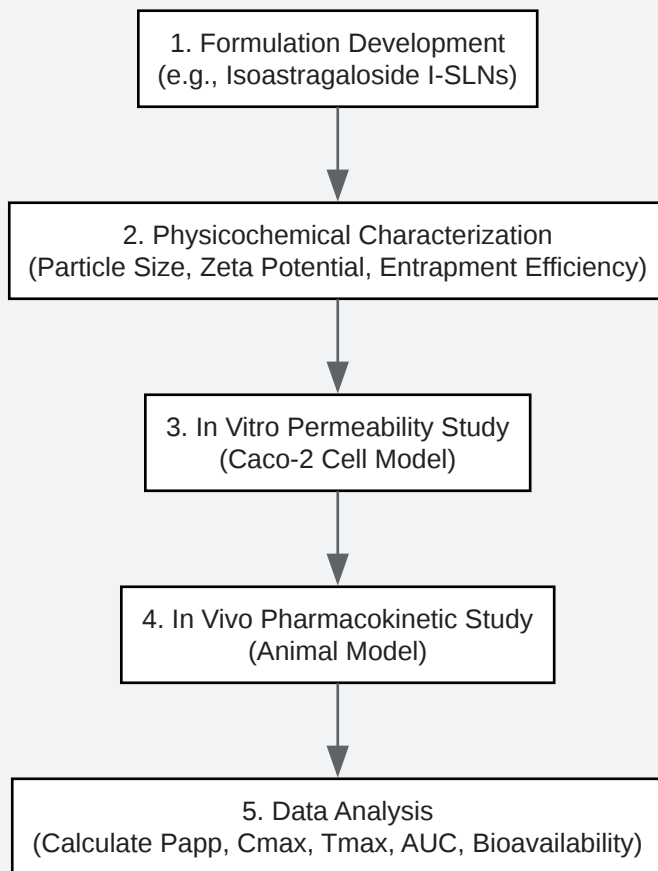 1. Formulation Development
(e.g., Isoastragaloside I-SLNs)
2. Physicochemical Characterization
(Particle Size, Zeta Potential, Entrapment Efficiency)
3. In Vitro Permeability Study
(Caco-2 Cell Model)
4. In Vivo Pharmacokinetic Study
(Animal Model)
5. Data Analysis
(Calculate Papp, Cmax, Tmax, AUC, Bioavailability)